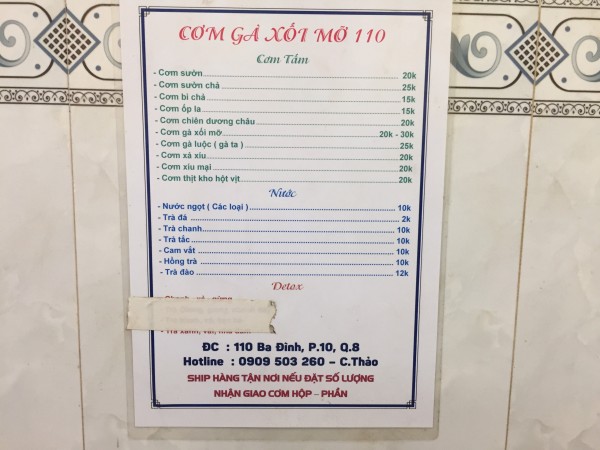 CƠM GÀ XỐI MỠ 110
Cơm Tấm
- Cơm sườn 20k
- Cơm sườn chả 25k
- Cơm bì chả 15k
- Cơm ốp la 15k
- Cơm chiên dương châu 20k
- Cơm gà xối mỡ 20k - 30k
- Cơm gà luộc ( gà ta ) 25k
- Cơm xá xíu 20k
- Cơm xíu mại 20k
- Cơm thịt kho hột vịt 20k
Nước
- Nước ngọt ( Các loại ) 10k
- Trà đá 2k
- Trà chanh 10k
- Trà tắc 10k
- Cam vắt 10k
- Hồng trà 10k
- Trà đào 12k
Detox
ĐC : 110 Ba Đình, P.10, Q.8
Hotline : 0909 503 260 – C.Thảo
SHIP HÀNG TẬN NƠI NẾU ĐẶT SỐ LƯỢNG
NHẬN GIAO CƠM HỘP – PHẦN